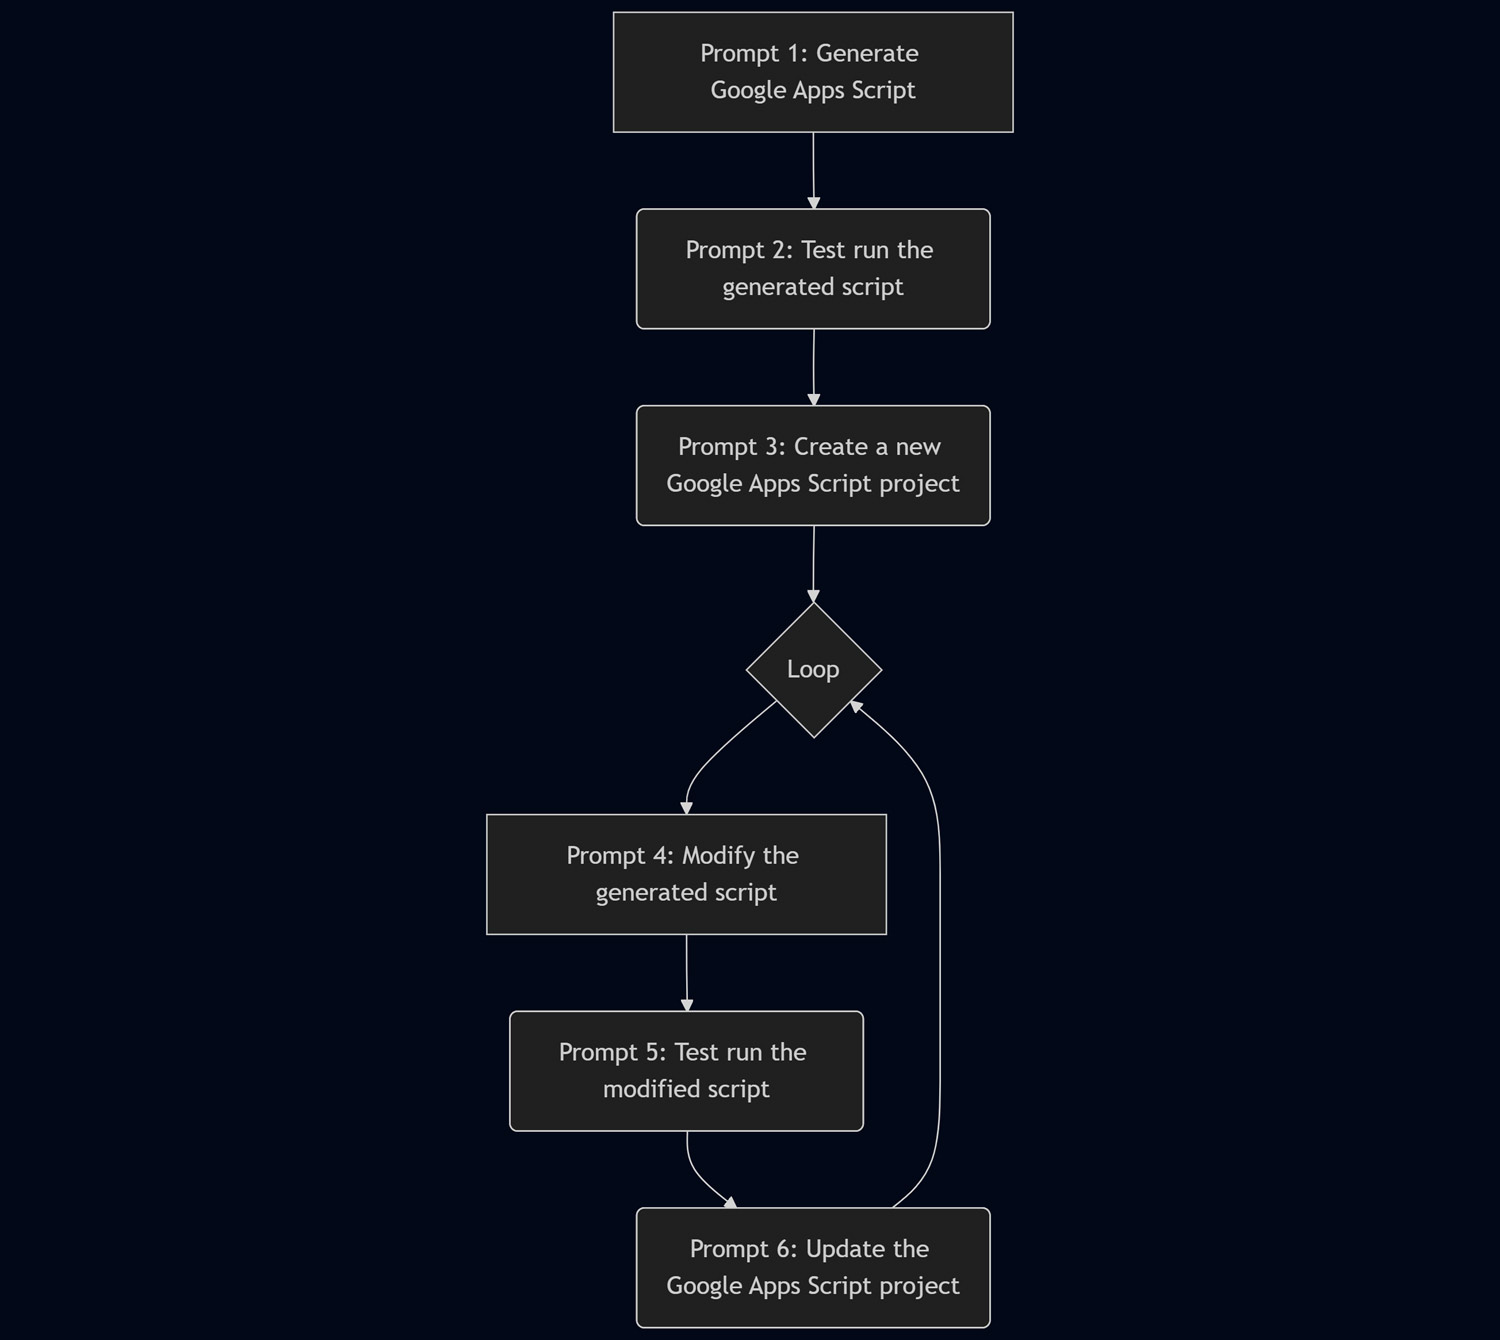 Prompt 1: Generate
Google Apps Script
Prompt 2: Test run the
generated script
Prompt 3: Create a new
Google Apps Script project
Loop
Prompt 4: Modify the
generated script
Prompt 5: Test run the
modified script
Prompt 6: Update the
Google Apps Script project